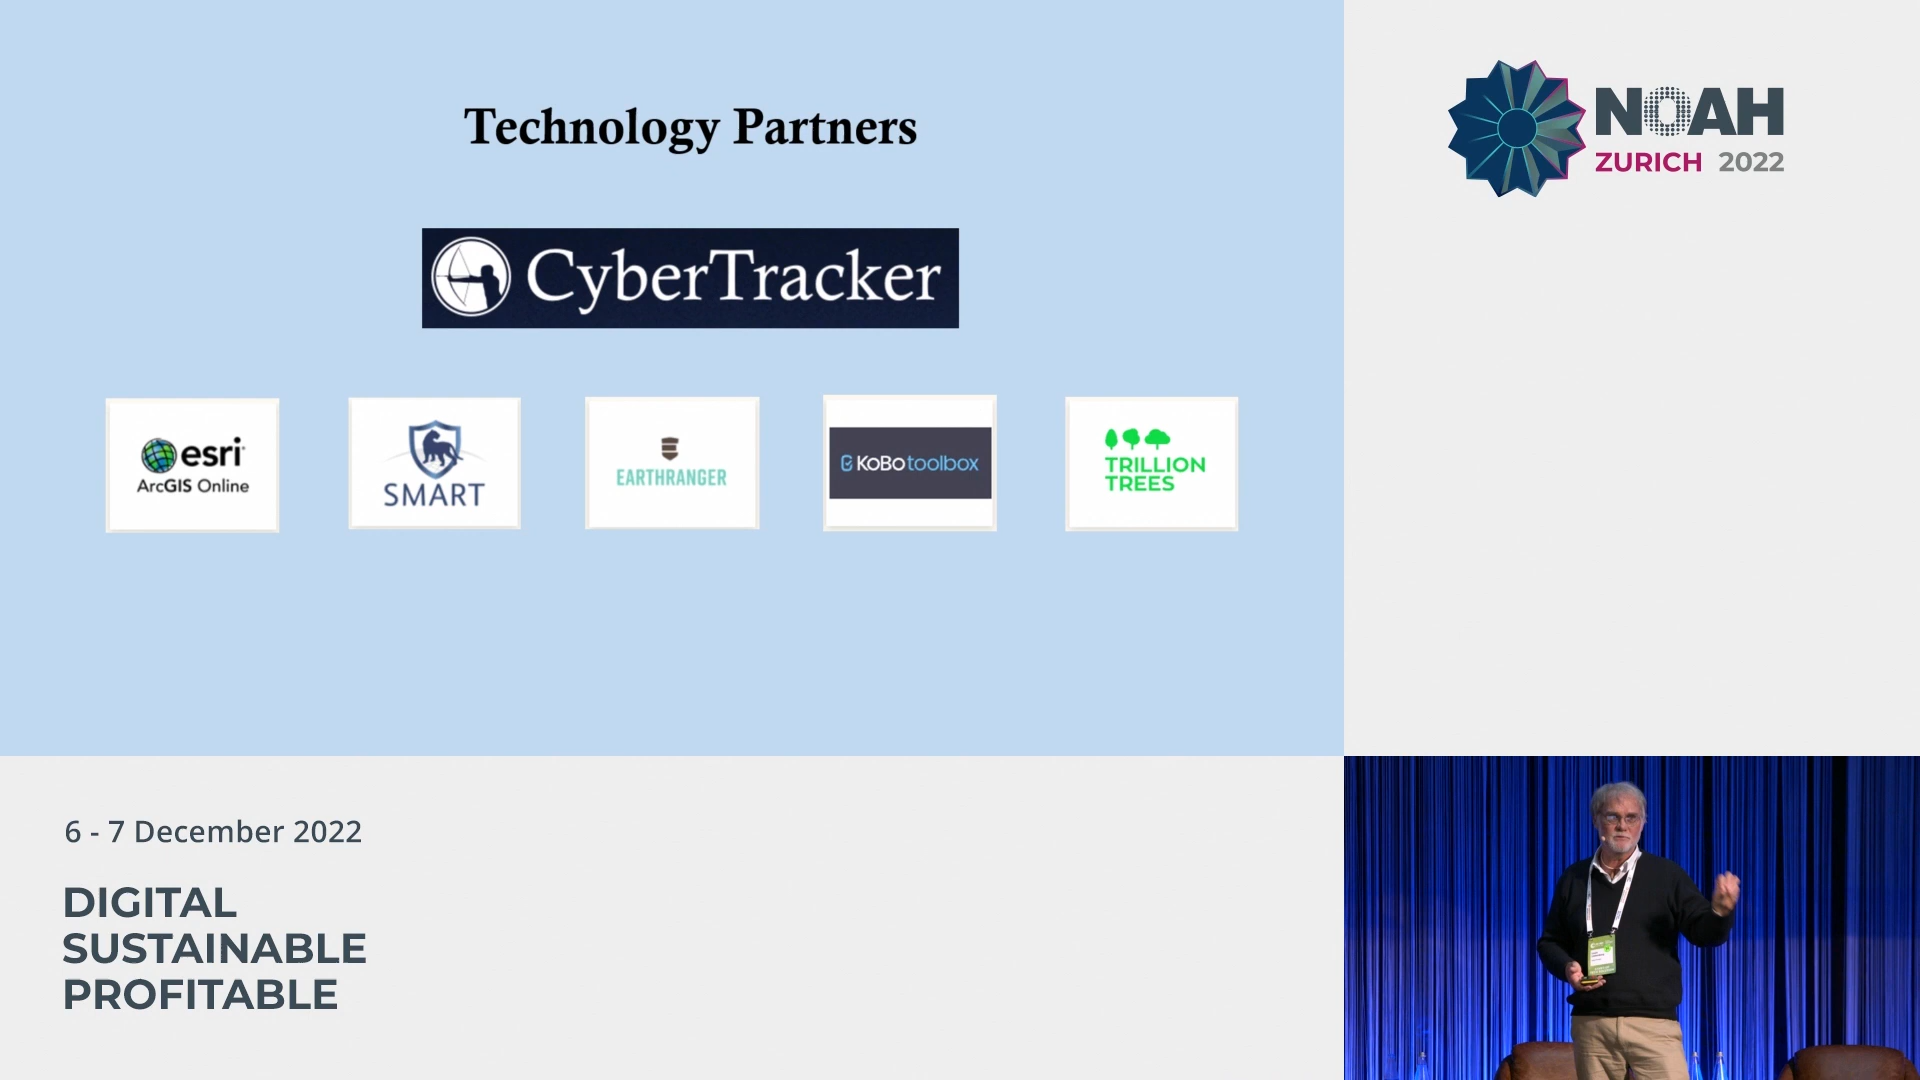 Technology Partners
CyberTracker
esri
ArcGIS Online
SMART
EARTHRANGER
KoBotoolbox
TRILLION
TREES
NOAH
ZURICH 2022
6 - 7 December 2022
DIGITAL
SUSTAINABLE
PROFITABLE